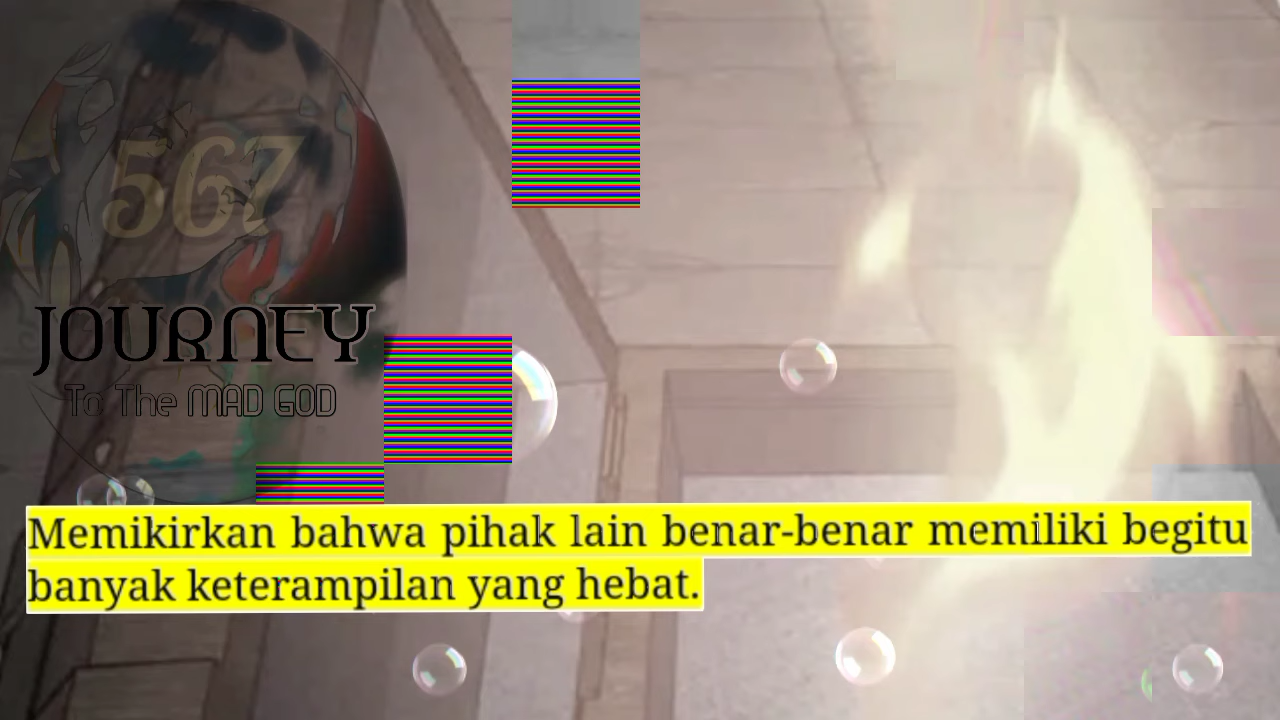 567
JOURNEY
To The MAD GOD
Memikirkan bahwa pihak lain benar-benar memiliki begitu
banyak keterampilan yang hebat.